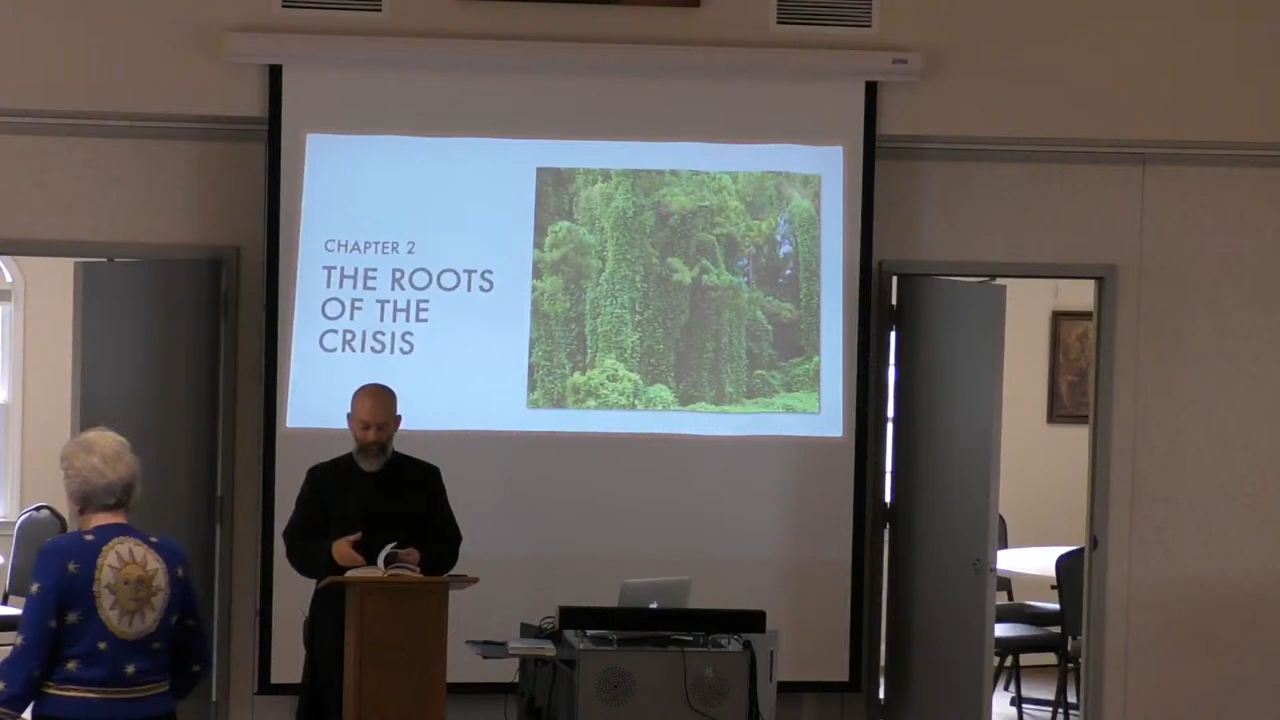 CHAPTER 2
THE ROOTS
OF THE
CRISIS